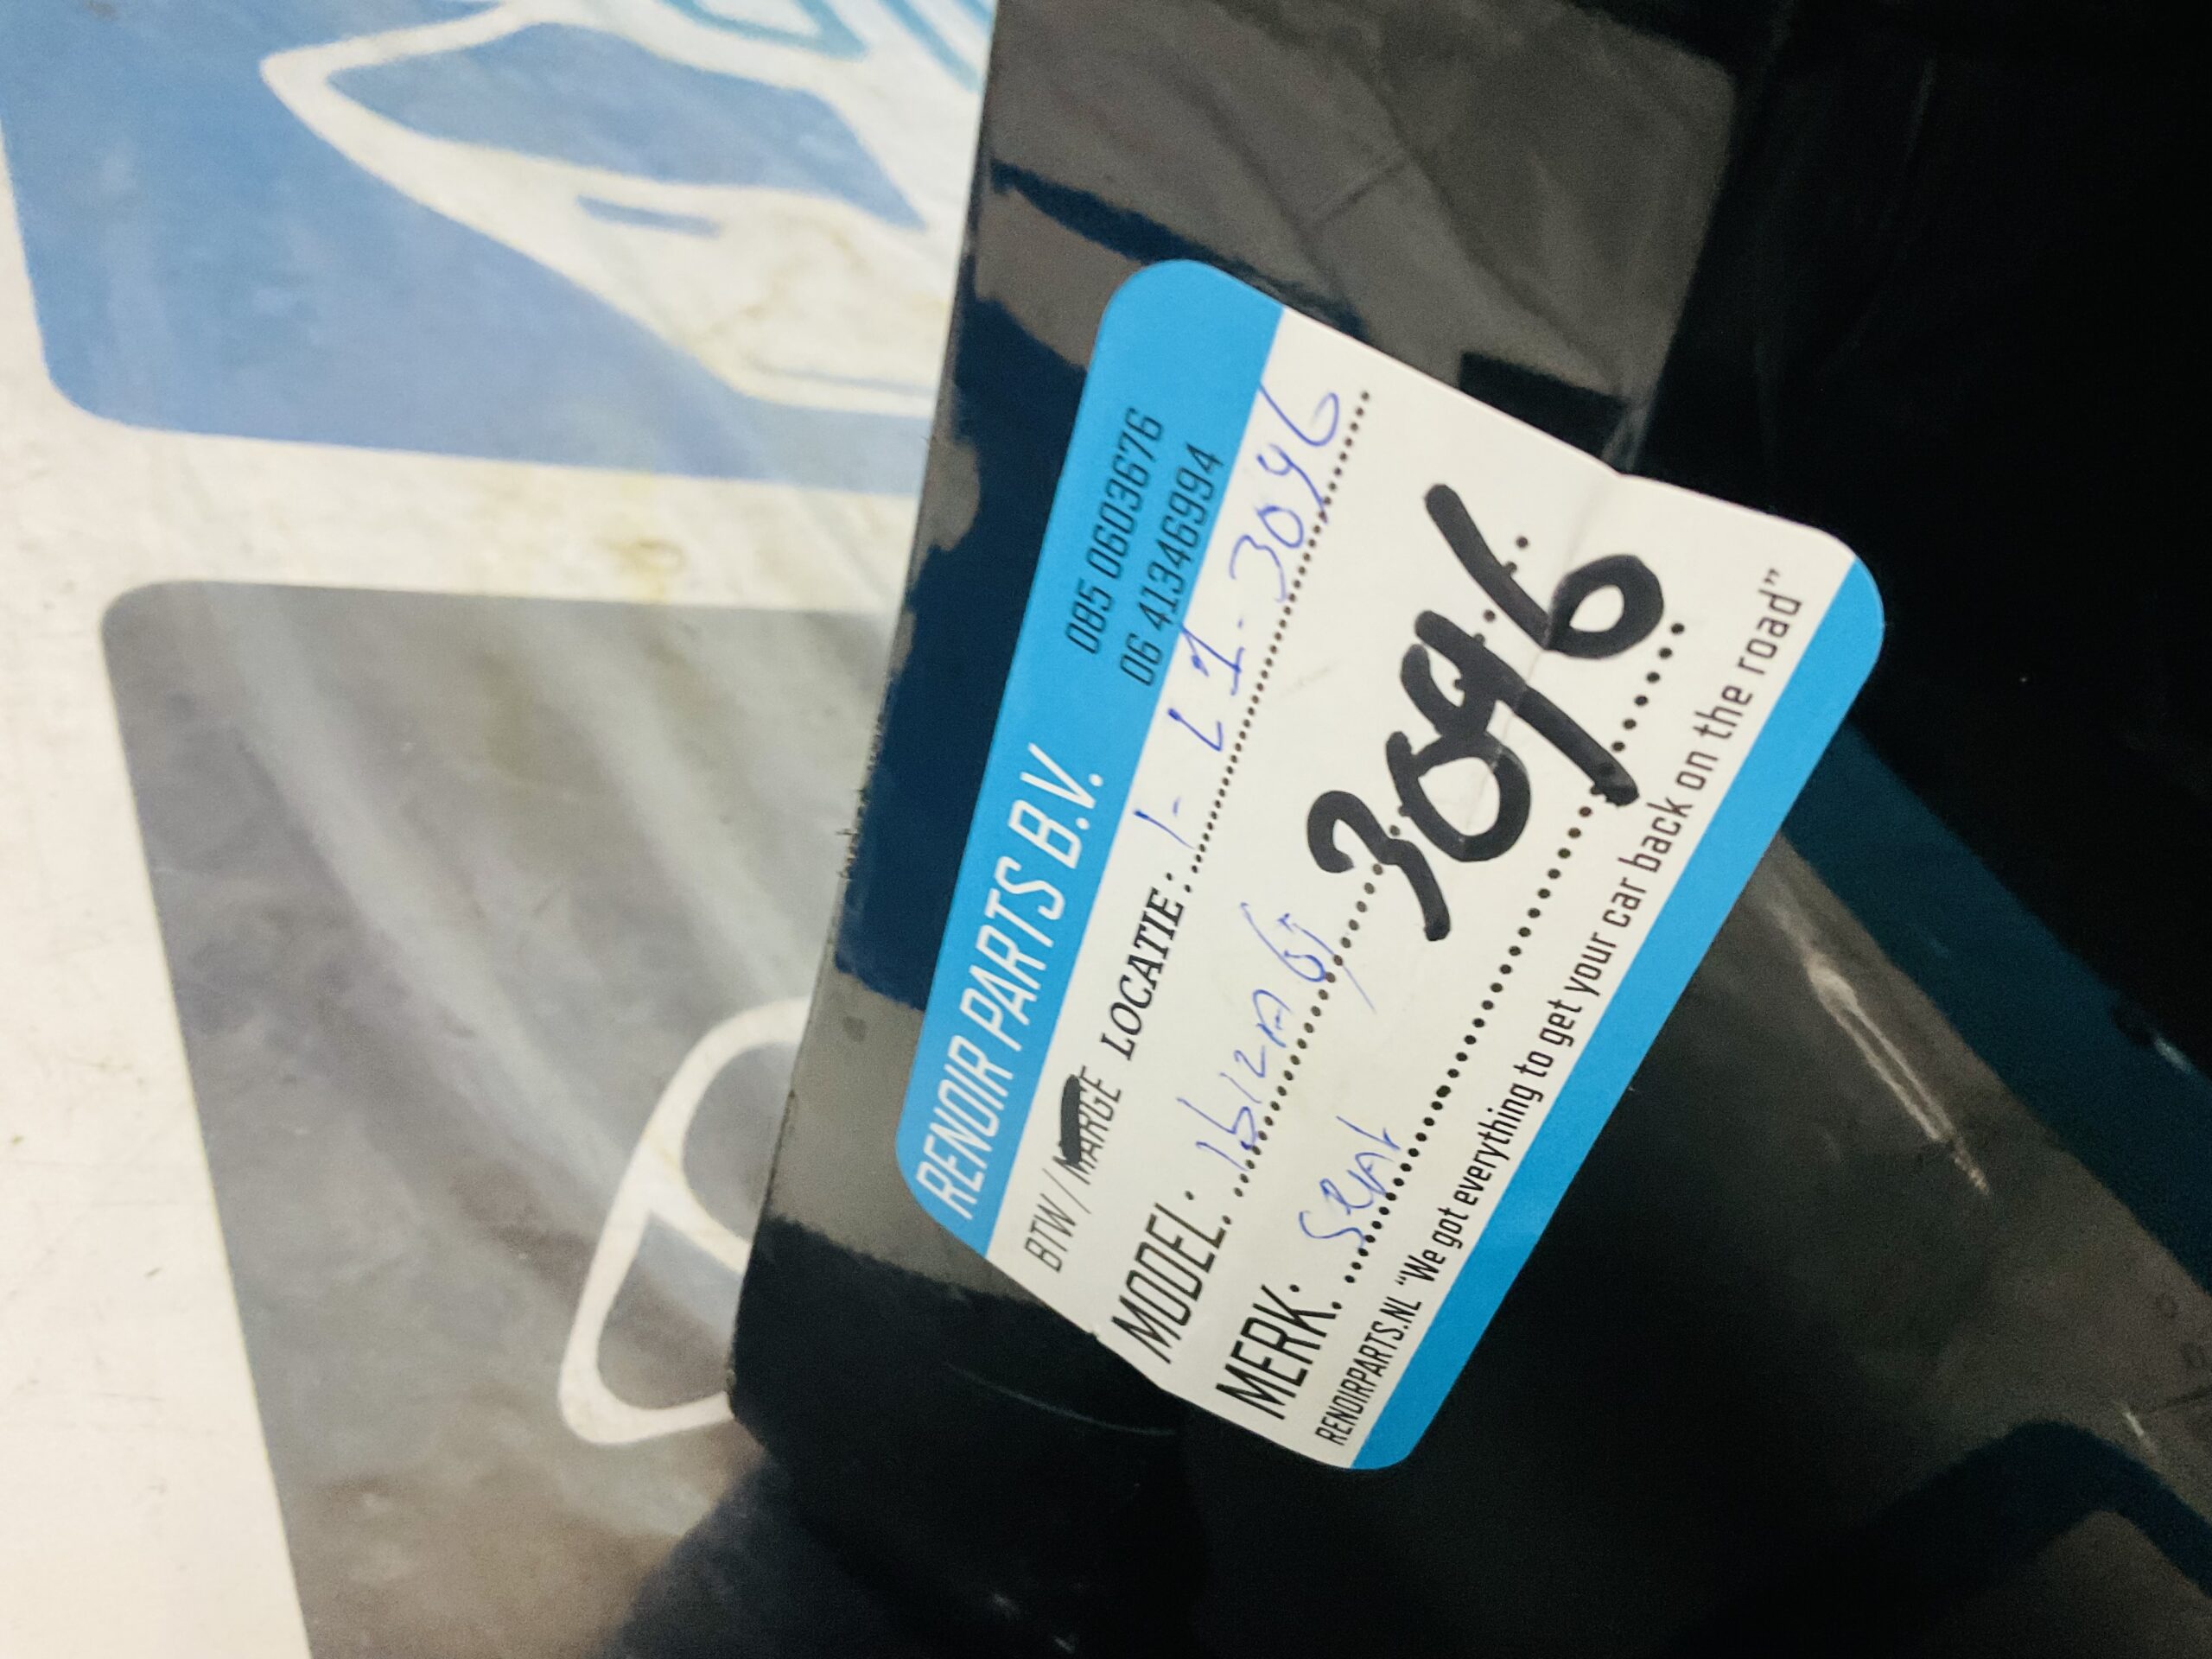 RENOIR PARTS B.V.
085 0603676
06 41346994
BTW / MARGE LOCATIE: 1- L1-3096
MODEL: Ibiza 6J
MERK: Seat
3096
RENOIRPARTS.NL “We got everything to get your car back on the road”